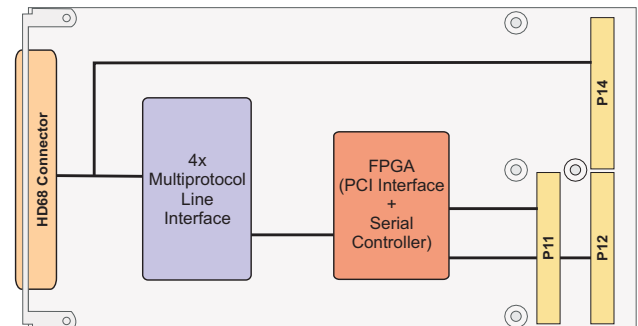 HD68 Connector
4x
Multiprotocol
Line
Interface
FPGA
(PCI Interface
+
Serial
Controller)
P14
P11
P12